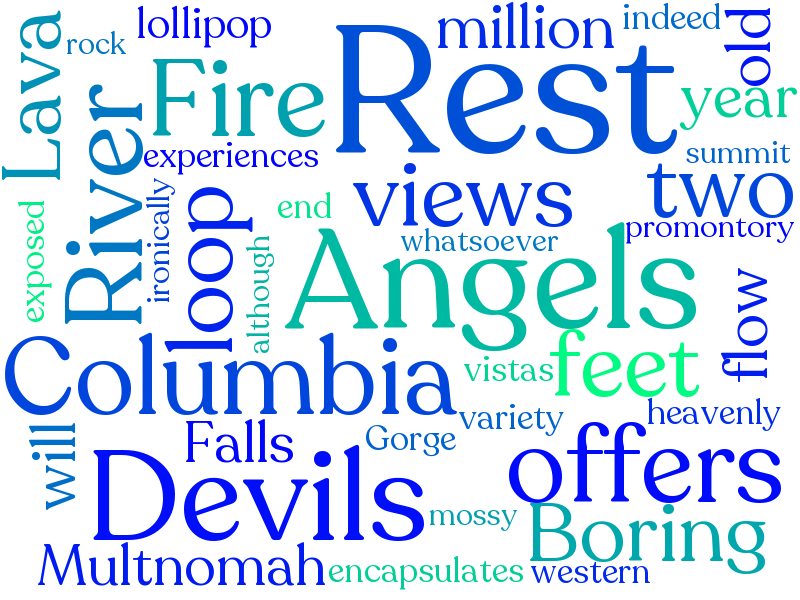 lollipop
million
indeed
old
Lava
rock
Fire
Rest
year
River
experiences
summit
exposed
ironically
loop
end
views
two
although
whatsoever
promontory
Angels
flow
Columbia
vistas
feet
will
Falls
Gorge
variety
heavenly
Devils
offers
mossy
Boring
Multnomah
encapsulates
western